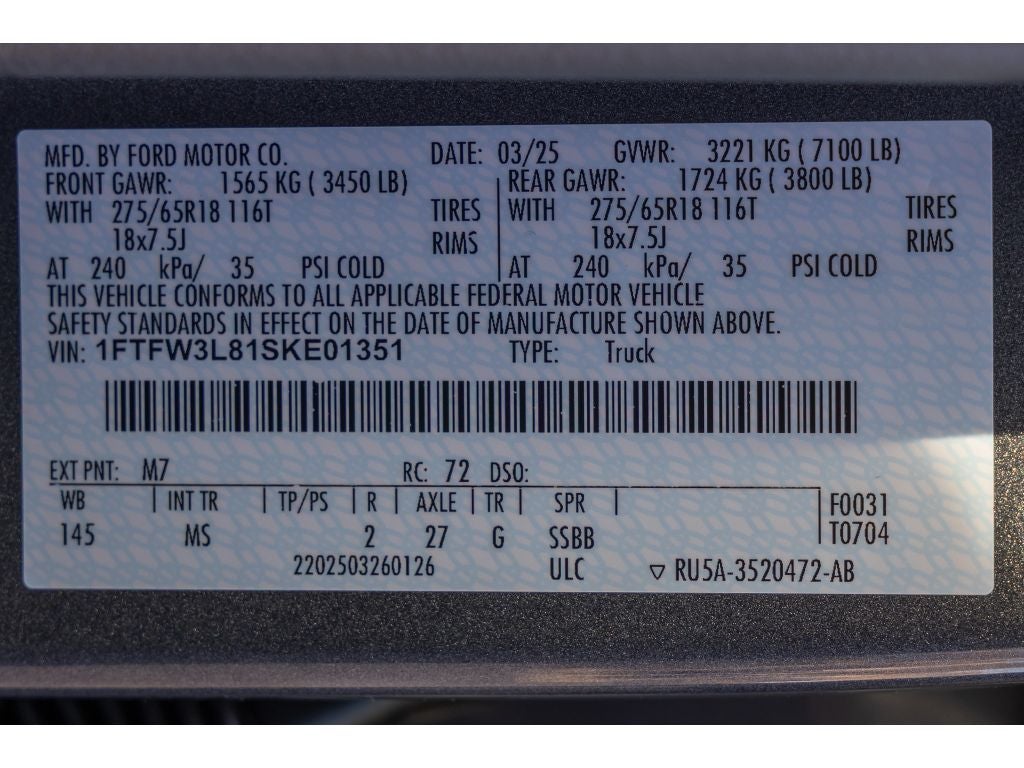 MFD. BY FORD MOTOR CO. DATE: 03/25 GVWR: 3221 KG ( 7100 LB)
FRONT GAWR: 1565 KG ( 3450 LB) REAR GAWR: 1724 KG ( 3800 LB)
WITH 275/65R18 116T TIRES WITH 275/65R18 116T TIRES
18x7.5J RIMS 18x7.5J RIMS
AT 240 kPa/ 35 PSI COLD AT 240 kPa/ 35 PSI COLD
THIS VEHICLE CONFORMS TO ALL APPLICABLE FEDERAL MOTOR VEHICLE
SAFETY STANDARDS IN EFFECT ON THE DATE OF MANUFACTURE SHOWN ABOVE.
VIN: 1FTFW3L81SKE01351 TYPE: Truck
EXT PNT: M7 RC: 72 DSO:
WB | INT TR | TP/PS | R | AXLE | TR | SPR | F0031
145 MS 2 27 G SSBB T0704
2202503260126 ULC ▽ RU5A-3520472-AB